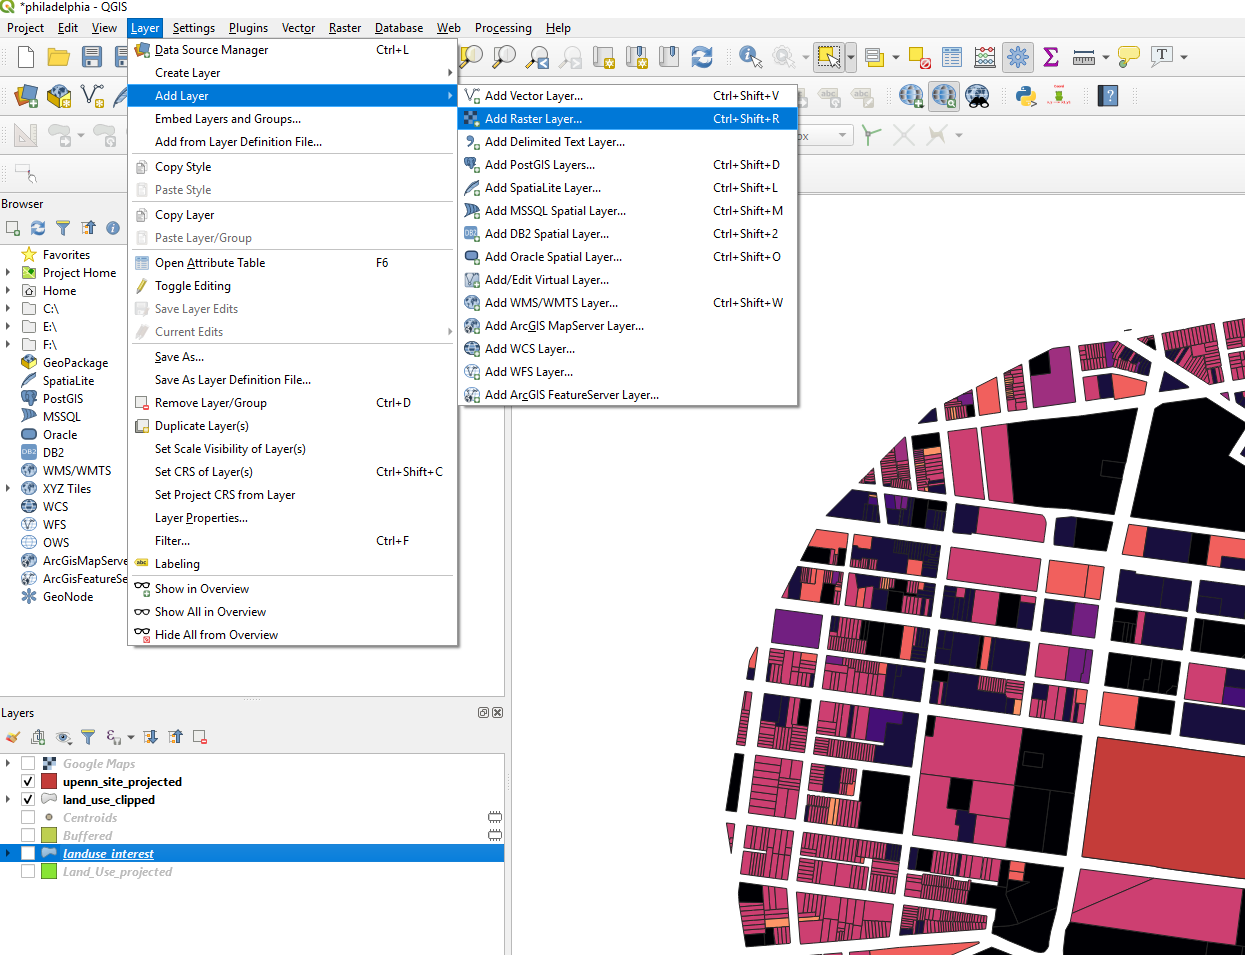 *philadelphia - QGIS
Project Edit View Layer Settings Plugins Vector Raster Database Web Processing Help
Data Source Manager Ctrl+L
Create Layer
Add Layer
Embed Layers and Groups...
Add from Layer Definition File...
Copy Style
Paste Style
Copy Layer
Paste Layer/Group
Open Attribute Table F6
Toggle Editing
Save Layer Edits
Current Edits
Save As...
Save As Layer Definition File...
Remove Layer/Group Ctrl+D
Duplicate Layer(s)
Set Scale Visibility of Layer(s)
Set CRS of Layer(s) Ctrl+Shift+C
Set Project CRS from Layer
Layer Properties...
Filter... Ctrl+F
abc Labeling
Show in Overview
Show All in Overview
Hide All from Overview
Add Vector Layer... Ctrl+Shift+V
Add Raster Layer... Ctrl+Shift+R
Add Delimited Text Layer...
Add PostGIS Layers... Ctrl+Shift+D
Add SpatiaLite Layer... Ctrl+Shift+L
Add MSSQL Spatial Layer... Ctrl+Shift+M
DB2 Add DB2 Spatial Layer... Ctrl+Shift+2
Add Oracle Spatial Layer... Ctrl+Shift+O
Add/Edit Virtual Layer...
Add WMS/WMTS Layer... Ctrl+Shift+W
Add ArcGIS MapServer Layer...
Add WCS Layer...
Add WFS Layer...
Add ArcGIS FeatureServer Layer...
Browser
Favorites
Project Home
Home
C:\
E:\
F:\
GeoPackage
SpatiaLite
PostGIS
MSSQL
Oracle
DB2 DB2
WMS/WMTS
XYZ Tiles
WCS
WFS
OWS
ArcGisMapServe
ArcGisFeatureSe
GeoNode
Layers
Google Maps
upenn_site_projected
land_use_clipped
Centroids
Buffered
landuse_interest
Land_Use_projected